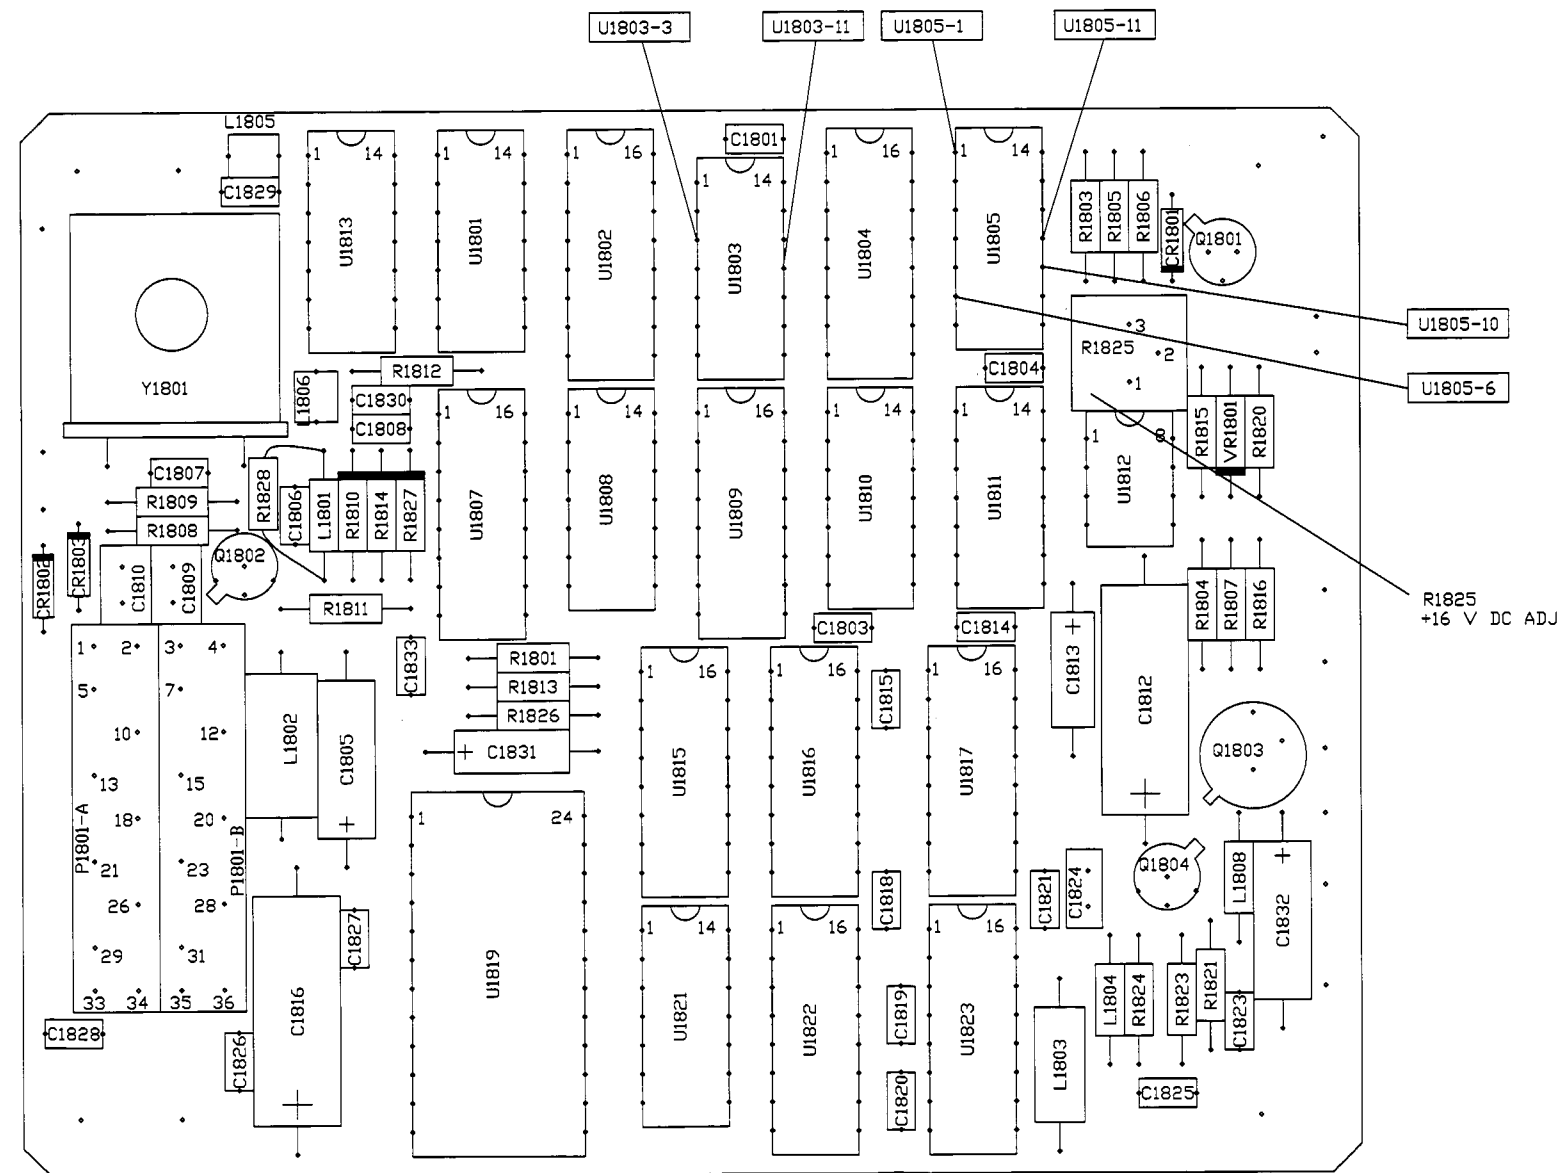 U1803-3
U1803-11
U1805-1
U1805-11
L1805
C1829
1 14
U1813
1 14
U1801
1 16
U1802
C1801
1 14
U1803
1 16
U1804
1 14
U1805
R1803
R1805
R1806
CR1801
Q1801
U1805-10
U1805-6
Y1801
L1806
R1812
C1830
C1808
C1804
3
R1825
2
1
C1807
R1809
R1808
R1828
C1806
L1801
R1810
R1814
R1827
1 16
U1807
1 14
U1808
1 16
U1809
1 14
U1810
1 14
U1811
1 8
U1812
R1815
VR1801
R1820
CR1802
CR1803
C1810
C1809
Q1802
R1811
C1833
C1803
C1814
C1813 +
C1812
+
R1804
R1807
R1816
R1825
+16 V DC ADJ
1 2 3 4
5 7
10 12
13 15
18 20
21 23
26 28
29 31
33 34 35 36
P1801-A
P1801-B
L1802
C1805
+
R1801
R1813
R1826
+ C1831
1 16
U1815
1 16
U1816
C1815
1 16
U1817
Q1803
1 24
U1819
C1818
C1821
C1824
Q1804
L1808
+
C1832
C1827
C1816
+
C1828
C1826
1 14
U1821
1 16
U1822
C1819
C1820
1 16
U1823
L1803
L1804
R1824
R1823
R1821
C1823
C1825